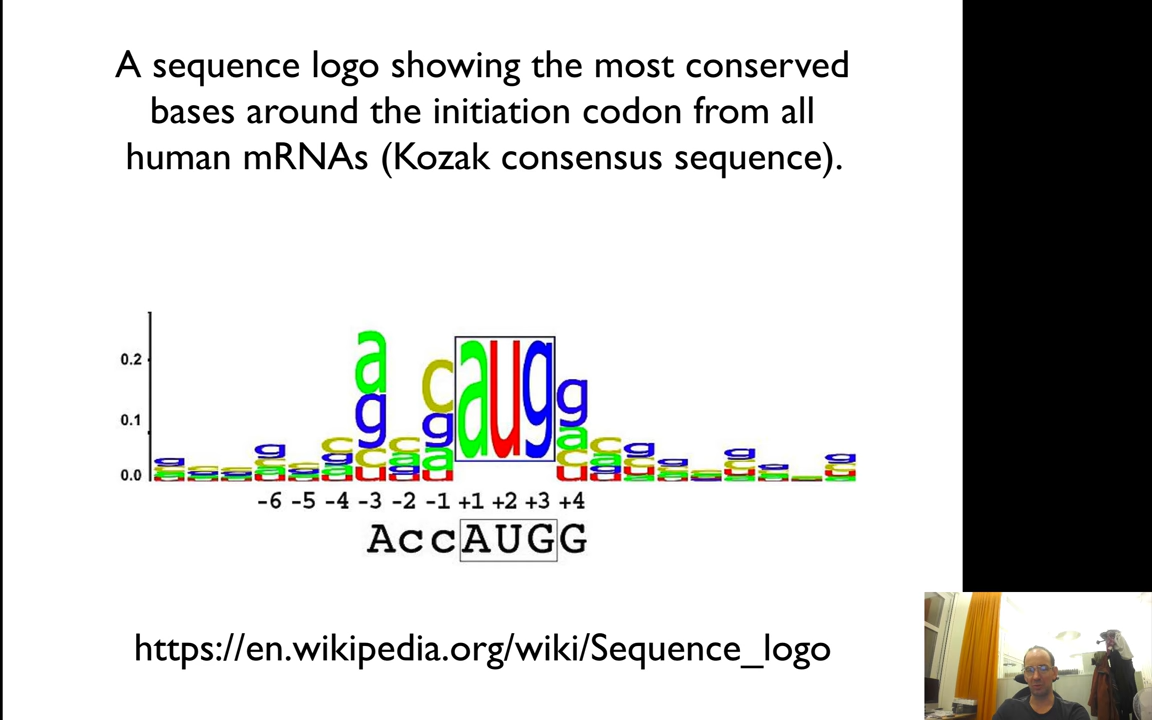 A sequence logo showing the most conserved
bases around the initiation codon from all
human mRNAs (Kozak consensus sequence).
0.2
0.1
0.0
a g c u
c g a u
aug
g a c u
-6 -5 -4 -3 -2 -1 +1 +2 +3 +4
AccAUGG
https://en.wikipedia.org/wiki/Sequence_logo